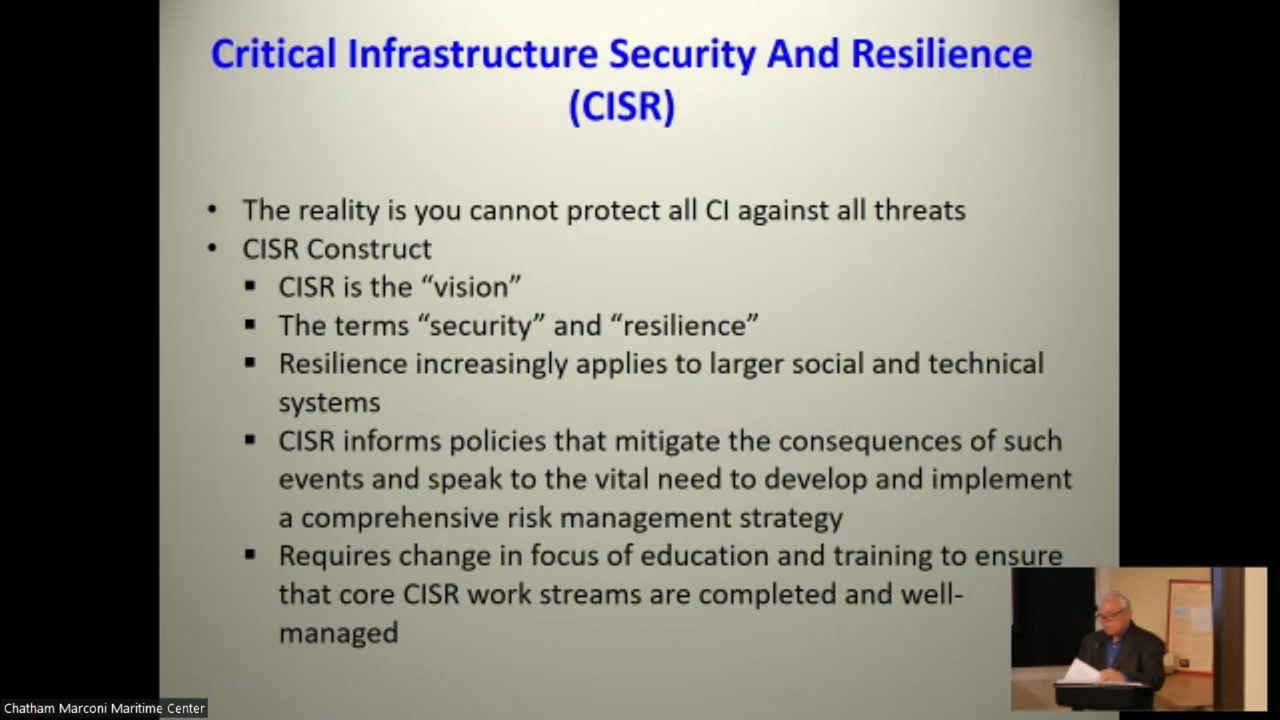 Critical Infrastructure Security And Resilience
(CISR)
• The reality is you cannot protect all CI against all threats
• CISR Construct
▪ CISR is the “vision”
▪ The terms “security” and “resilience”
▪ Resilience increasingly applies to larger social and technical
systems
▪ CISR informs policies that mitigate the consequences of such
events and speak to the vital need to develop and implement
a comprehensive risk management strategy
▪ Requires change in focus of education and training to ensure
that core CISR work streams are completed and well-
managed
Chatham Marconi Maritime Center